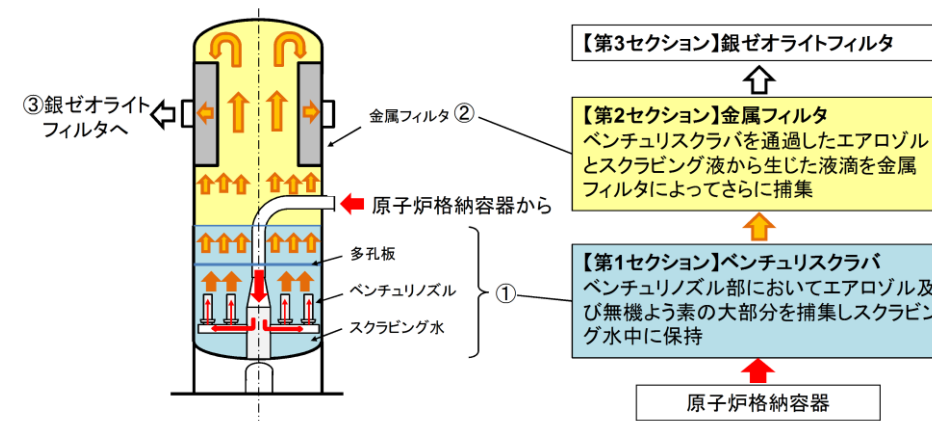 ③銀ゼオライト
フィルタへ
金属フィルタ ②
原子炉格納容器から
多孔板
ベンチュリノズル
スクラビング水
①
【第3セクション】銀ゼオライトフィルタ
【第2セクション】金属フィルタ
ベンチュリスクラバを通過したエアロゾル
とスクラビング液から生じた液滴を金属
フィルタによってさらに捕集
【第1セクション】ベンチュリスクラバ
ベンチュリノズル部においてエアロゾル及
び無機よう素の大部分を捕集しスクラビン
グ水中に保持
原子炉格納容器